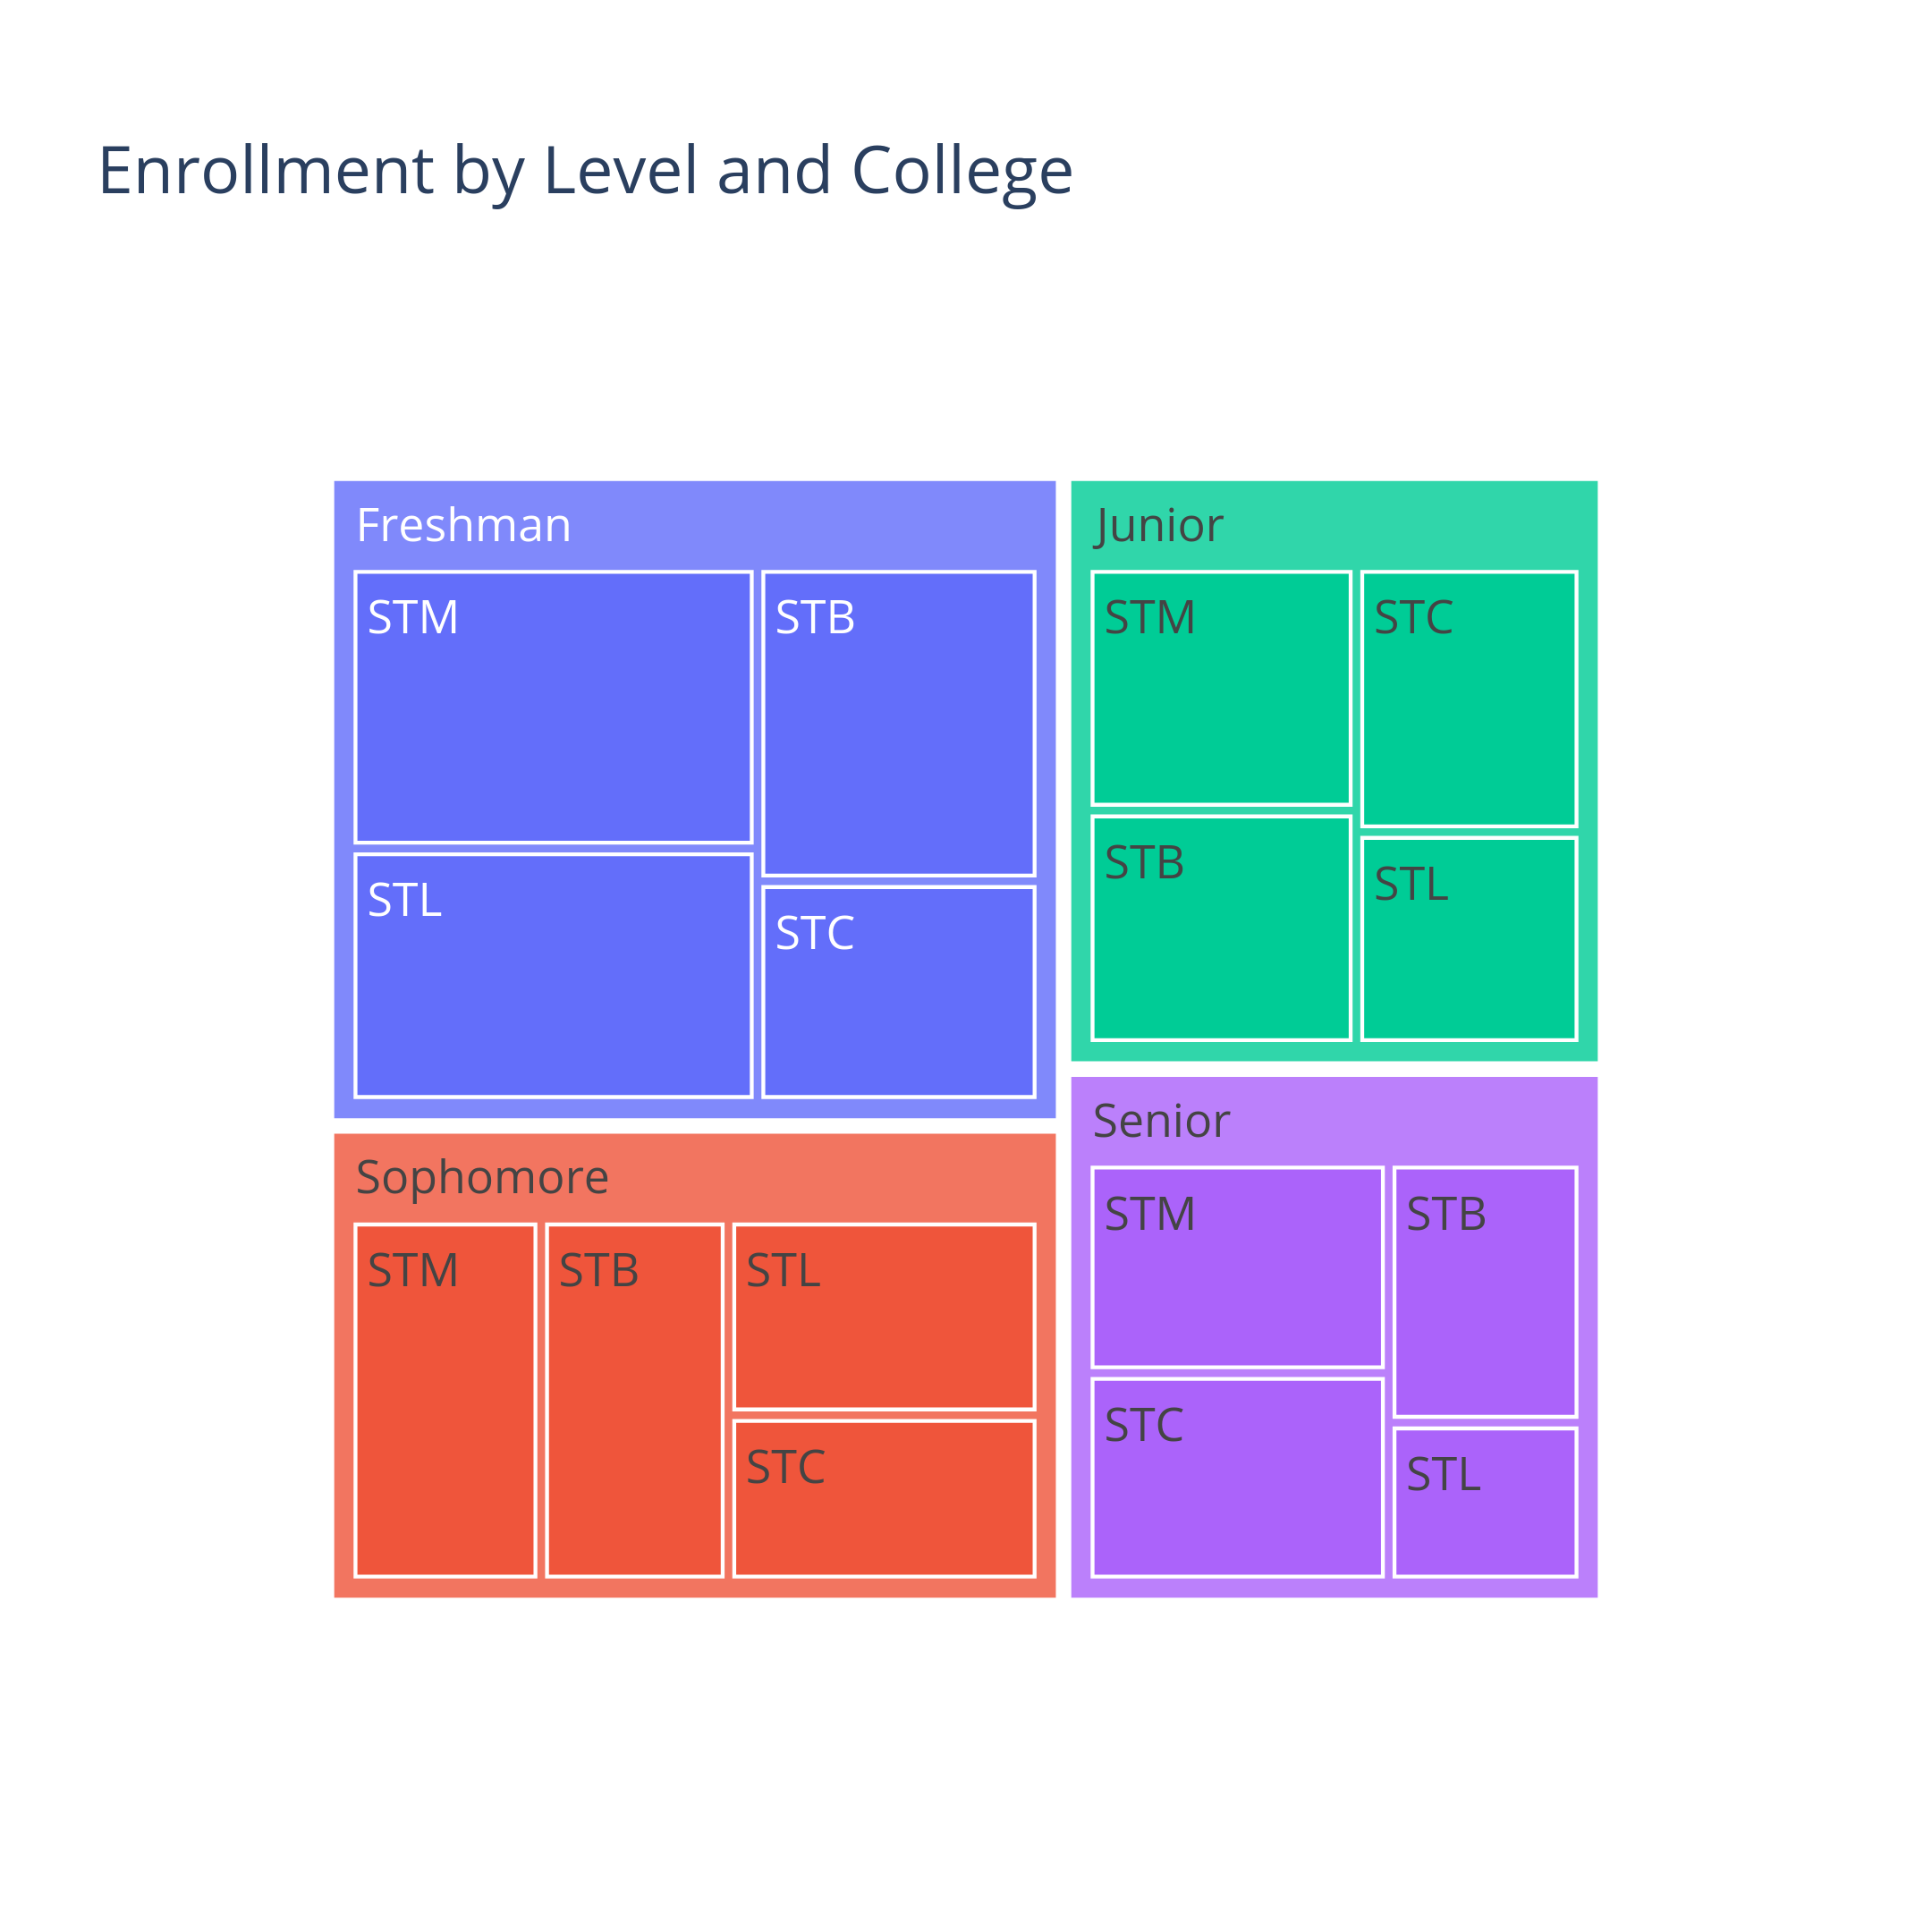 Enrollment by Level and College
Freshman
STM
STB
STL
STC
Junior
STM
STC
STB
STL
Sophomore
STM
STB
STL
STC
Senior
STM
STB
STC
STL